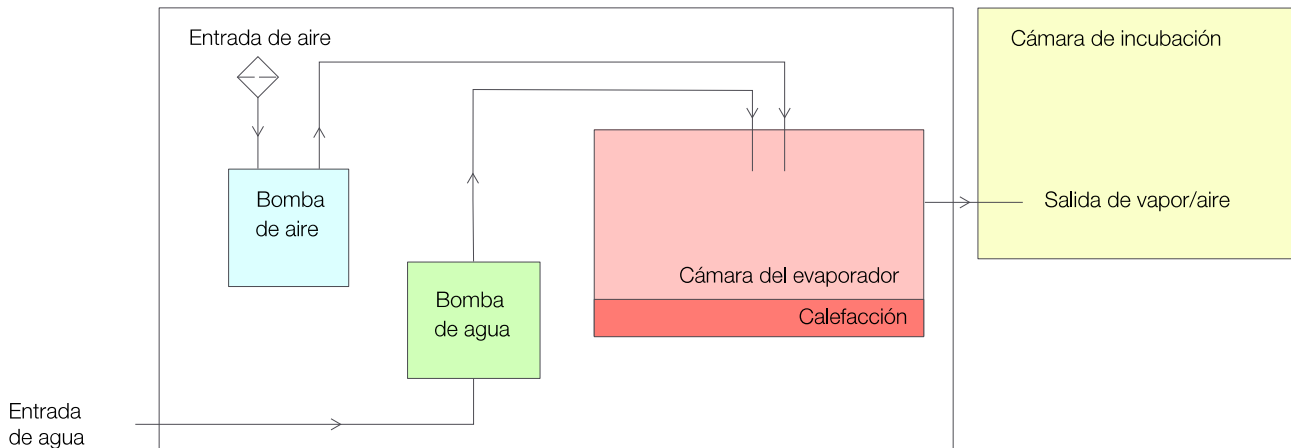 Entrada de aire
Cámara de incubación
Bomba
de aire
Salida de vapor/aire
Cámara del evaporador
Bomba
de agua
Calefacción
Entrada
de agua